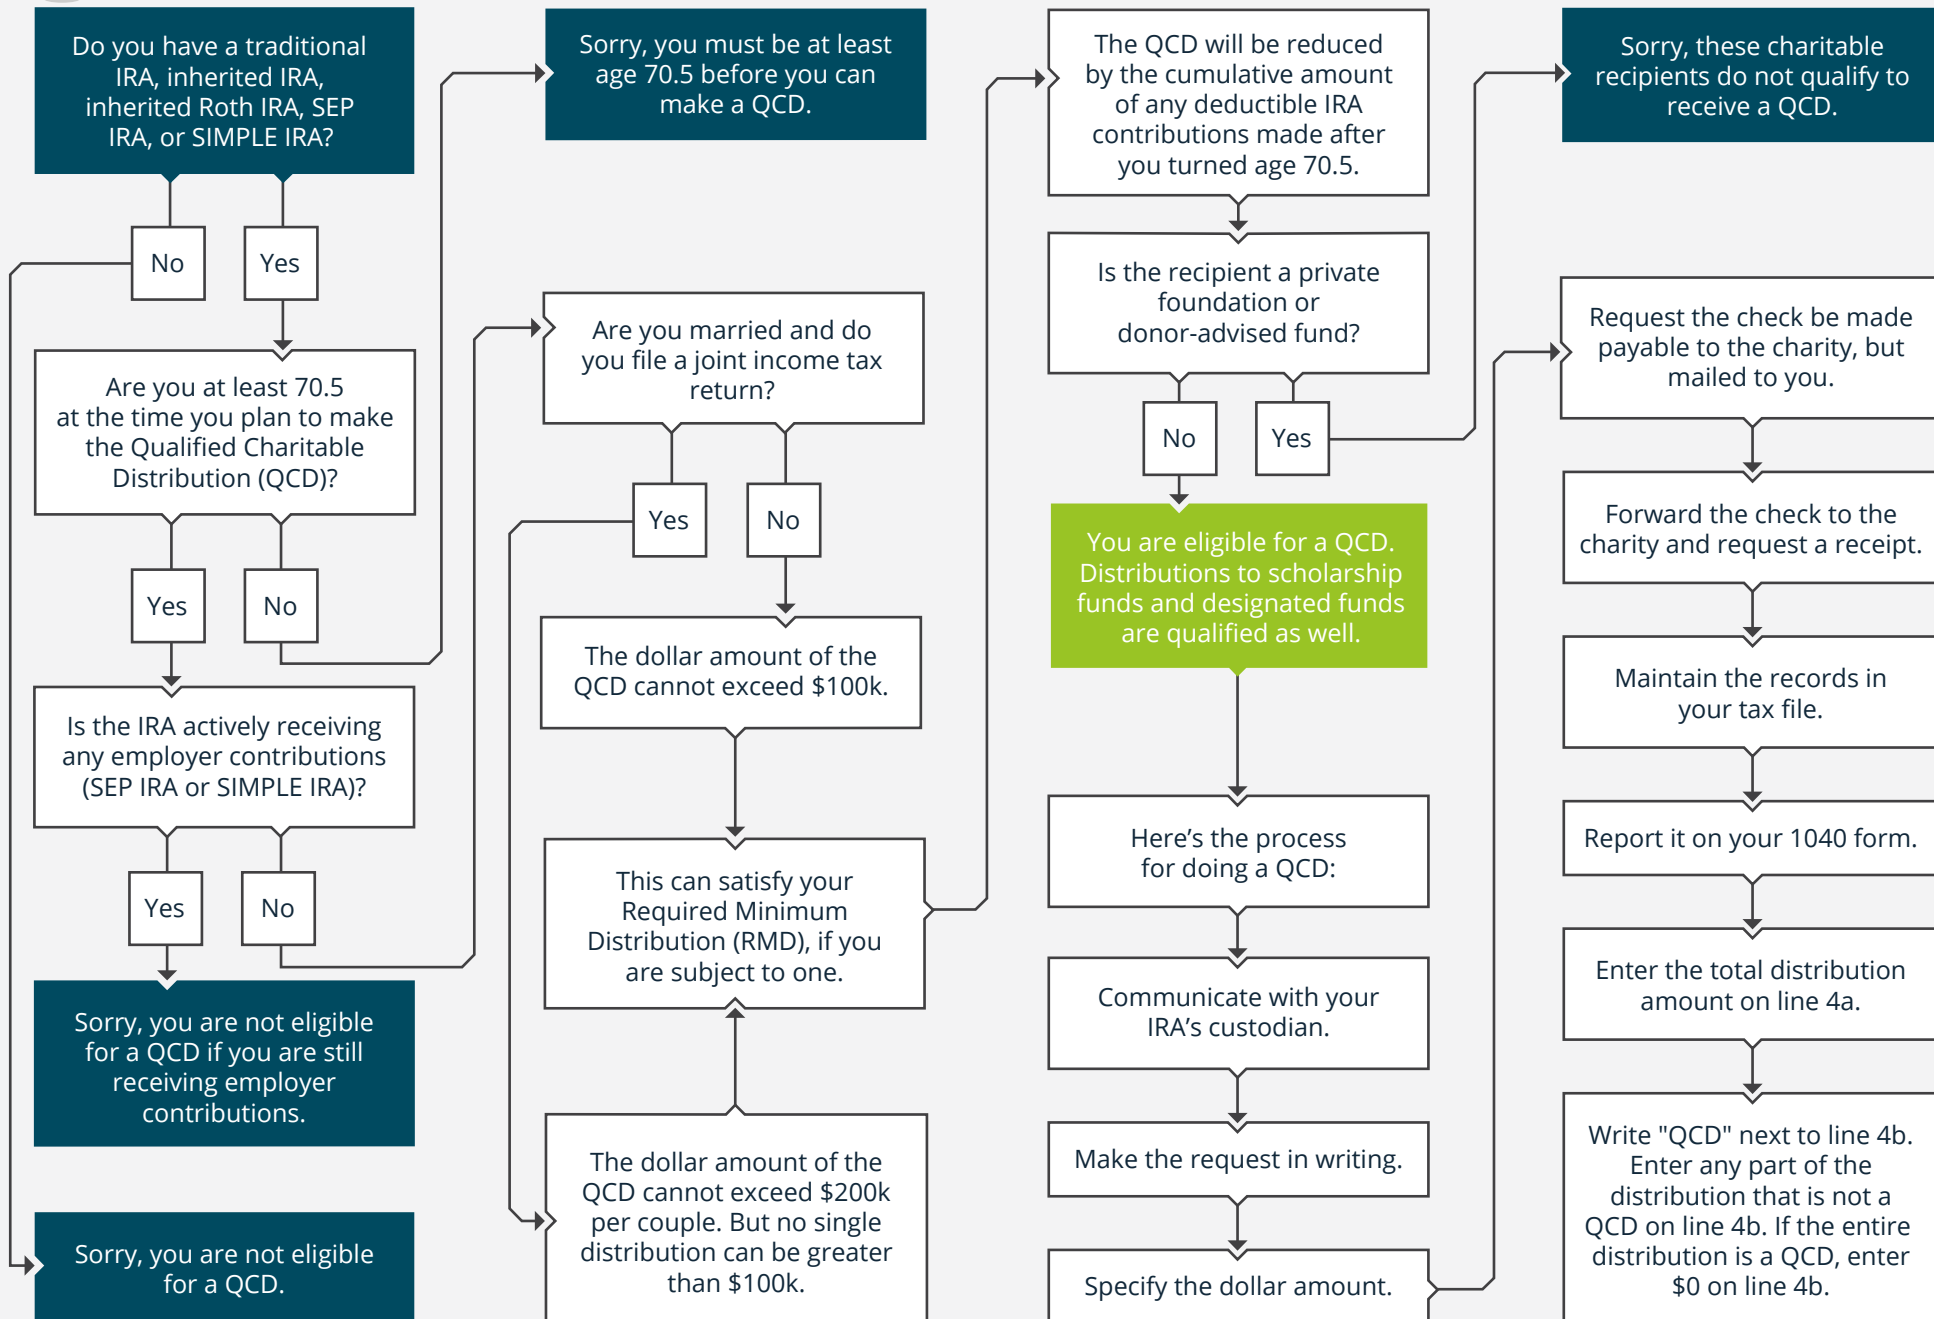 Do you have a traditional
IRA, inherited IRA,
inherited Roth IRA, SEP
IRA, or SIMPLE IRA?
No
Yes
Are you at least 70.5
at the time you plan to make
the Qualified Charitable
Distribution (QCD)?
Yes
No
Is the IRA actively receiving
any employer contributions
(SEP IRA or SIMPLE IRA)?
Yes
No
Sorry, you are not eligible
for a QCD if you are still
receiving employer
contributions.
Sorry, you are not eligible
for a QCD.
Sorry, you must be at least
age 70.5 before you can
make a QCD.
Are you married and do
you file a joint income tax
return?
Yes
No
The dollar amount of the
QCD cannot exceed $100k.
This can satisfy your
Required Minimum
Distribution (RMD), if you
are subject to one.
The dollar amount of the
QCD cannot exceed $200k
per couple. But no single
distribution can be greater
than $100k.
The QCD will be reduced
by the cumulative amount
of any deductible IRA
contributions made after
you turned age 70.5.
Is the recipient a private
foundation or
donor-advised fund?
No
Yes
You are eligible for a QCD.
Distributions to scholarship
funds and designated funds
are qualified as well.
Here’s the process
for doing a QCD:
Communicate with your
IRA’s custodian.
Make the request in writing.
Specify the dollar amount.
Sorry, these charitable
recipients do not qualify to
receive a QCD.
Request the check be made
payable to the charity, but
mailed to you.
Forward the check to the
charity and request a receipt.
Maintain the records in
your tax file.
Report it on your 1040 form.
Enter the total distribution
amount on line 4a.
Write "QCD" next to line 4b.
Enter any part of the
distribution that is not a
QCD on line 4b. If the entire
distribution is a QCD, enter
$0 on line 4b.